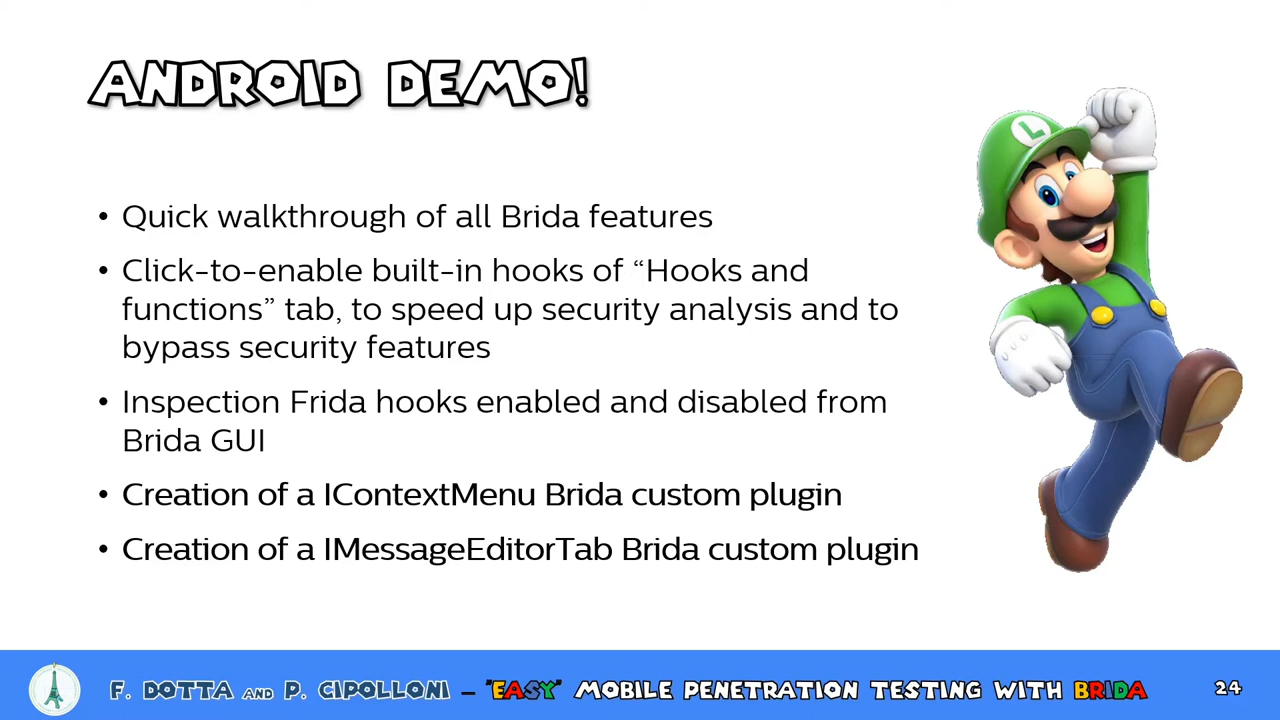 ANDROID DEMO!
L
• Quick walkthrough of all Brida features
• Click-to-enable built-in hooks of “Hooks and
functions” tab, to speed up security analysis and to
bypass security features
• Inspection Frida hooks enabled and disabled from
Brida GUI
• Creation of a IContextMenu Brida custom plugin
• Creation of a IMessageEditorTab Brida custom plugin
F. DOTTA AND P. CIPOLLONI – "EASY" MOBILE PENETRATION TESTING WITH BRIDA
24